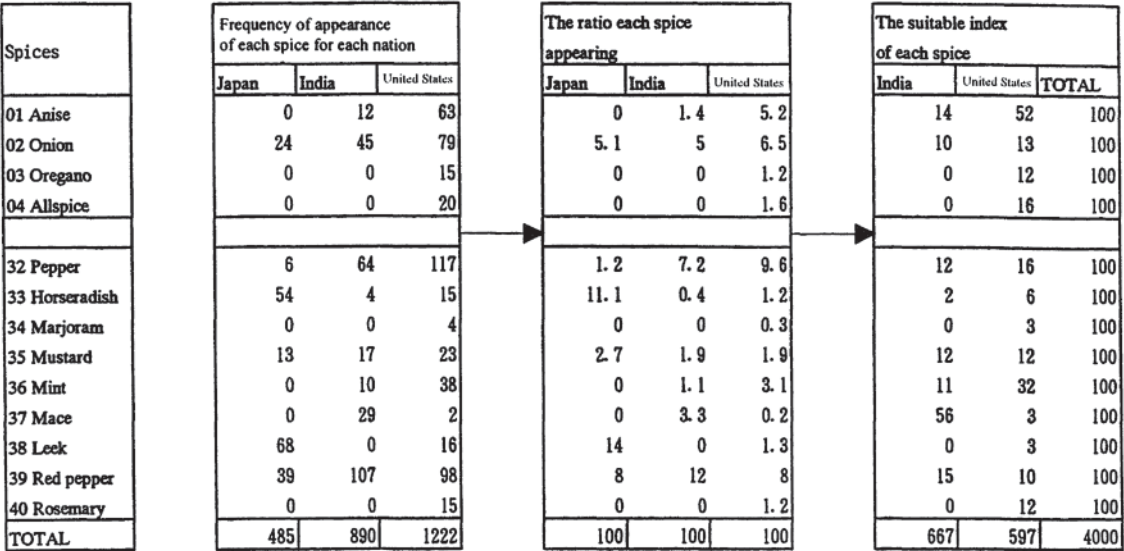 Spices
Frequency of appearance
of each spice for each nation
Japan India United States
The ratio each spice
appearing
Japan India United States
The suitable index
of each spice
India United States TOTAL
01 Anise 0 12 63 0 1.4 5.2 14 52 100
02 Onion 24 45 79 5.1 5 6.5 10 13 100
03 Oregano 0 0 15 0 0 1.2 0 12 100
04 Allspice 0 0 20 0 0 1.6 0 16 100
32 Pepper 6 64 117 1.2 7.2 9.6 12 16 100
33 Horseradish 54 4 15 11.1 0.4 1.2 2 6 100
34 Marjoram 0 0 4 0 0 0.3 0 3 100
35 Mustard 13 17 23 2.7 1.9 1.9 12 12 100
36 Mint 0 10 38 0 1.1 3.1 11 32 100
37 Mace 0 29 2 0 3.3 0.2 56 3 100
38 Leek 68 0 16 14 0 1.3 0 3 100
39 Red pepper 39 107 98 8 12 8 15 10 100
40 Rosemary 0 0 15 0 0 1.2 0 12 100
TOTAL 485 890 1222 100 100 100 667 597 4000